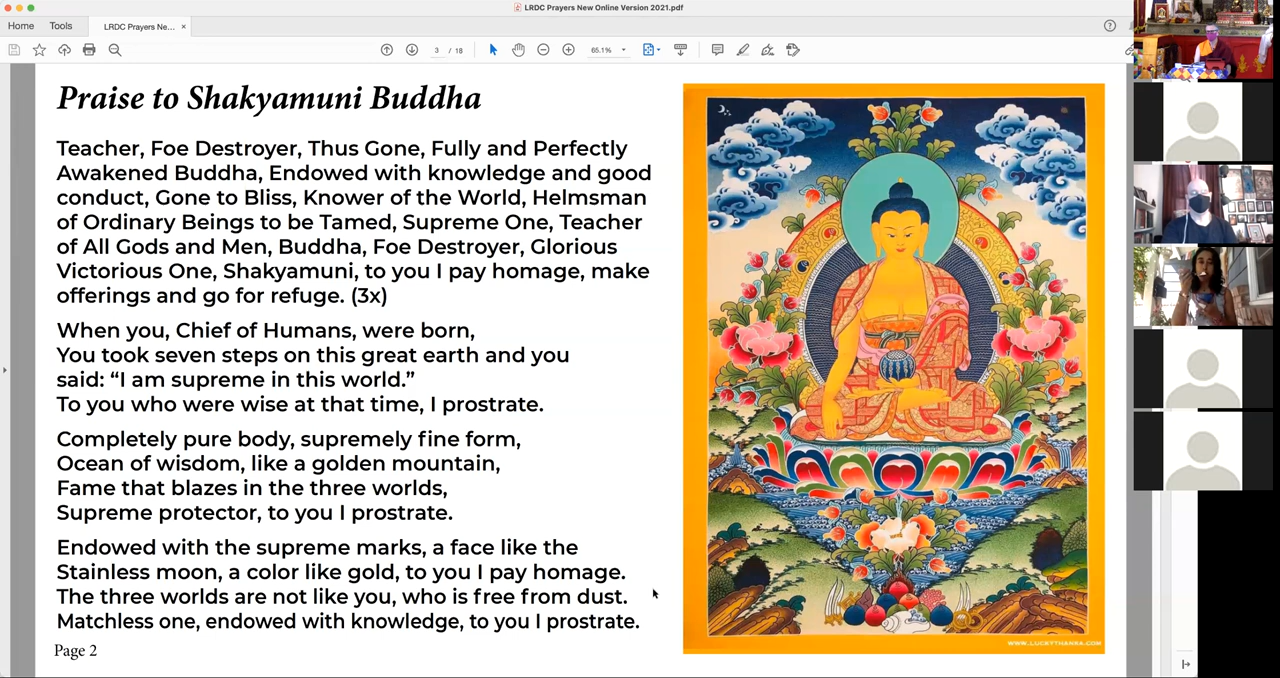 LRDC Prayers New Online Version 2021.pdf
Home Tools LRDC Prayers Ne... ×
3 / 18 65.1%
Praise to Shakyamuni Buddha
Teacher, Foe Destroyer, Thus Gone, Fully and Perfectly
Awakened Buddha, Endowed with knowledge and good
conduct, Gone to Bliss, Knower of the World, Helmsman
of Ordinary Beings to be Tamed, Supreme One, Teacher
of All Gods and Men, Buddha, Foe Destroyer, Glorious
Victorious One, Shakyamuni, to you I pay homage, make
offerings and go for refuge. (3x)
When you, Chief of Humans, were born,
You took seven steps on this great earth and you
said: “I am supreme in this world.”
To you who were wise at that time, I prostrate.
Completely pure body, supremely fine form,
Ocean of wisdom, like a golden mountain,
Fame that blazes in the three worlds,
Supreme protector, to you I prostrate.
Endowed with the supreme marks, a face like the
Stainless moon, a color like gold, to you I pay homage.
The three worlds are not like you, who is free from dust.
Matchless one, endowed with knowledge, to you I prostrate.
Page 2
WWW.LUCKYTHANKA.COM